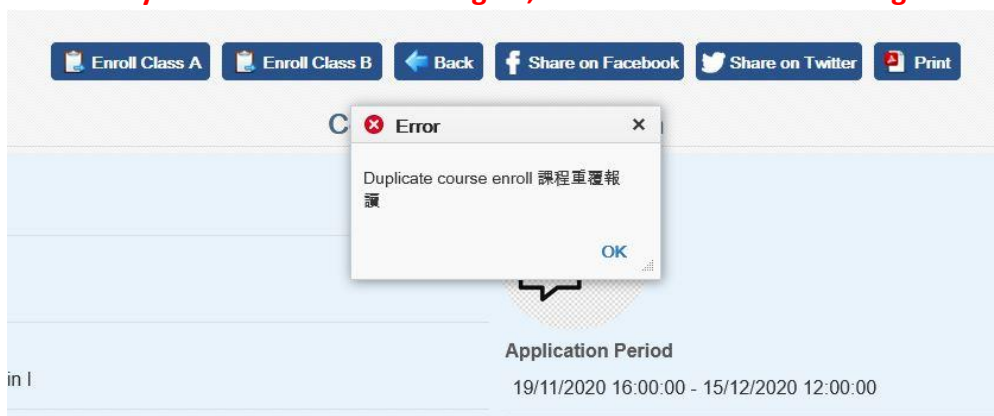 Enroll Class A Enroll Class B Back Share on Facebook Share on Twitter Print
Error
Duplicate course enroll 課程重覆報
讀
OK
Application Period
in I
19/11/2020 16:00:00 - 15/12/2020 12:00:00